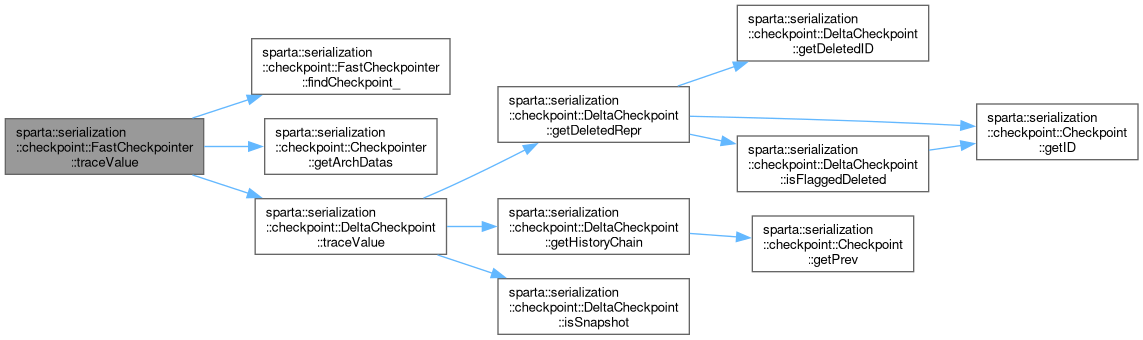 sparta::serialization
::checkpoint::FastCheckpointer
::traceValue
sparta::serialization
::checkpoint::FastCheckpointer
::findCheckpoint_
sparta::serialization
::checkpoint::Checkpointer
::getArchDatas
sparta::serialization
::checkpoint::DeltaCheckpoint
::traceValue
sparta::serialization
::checkpoint::DeltaCheckpoint
::getDeletedRepr
sparta::serialization
::checkpoint::DeltaCheckpoint
::getHistoryChain
sparta::serialization
::checkpoint::DeltaCheckpoint
::isSnapshot
sparta::serialization
::checkpoint::DeltaCheckpoint
::getDeletedID
sparta::serialization
::checkpoint::DeltaCheckpoint
::isFlaggedDeleted
sparta::serialization
::checkpoint::Checkpoint
::getPrev
sparta::serialization
::checkpoint::Checkpoint
::getID